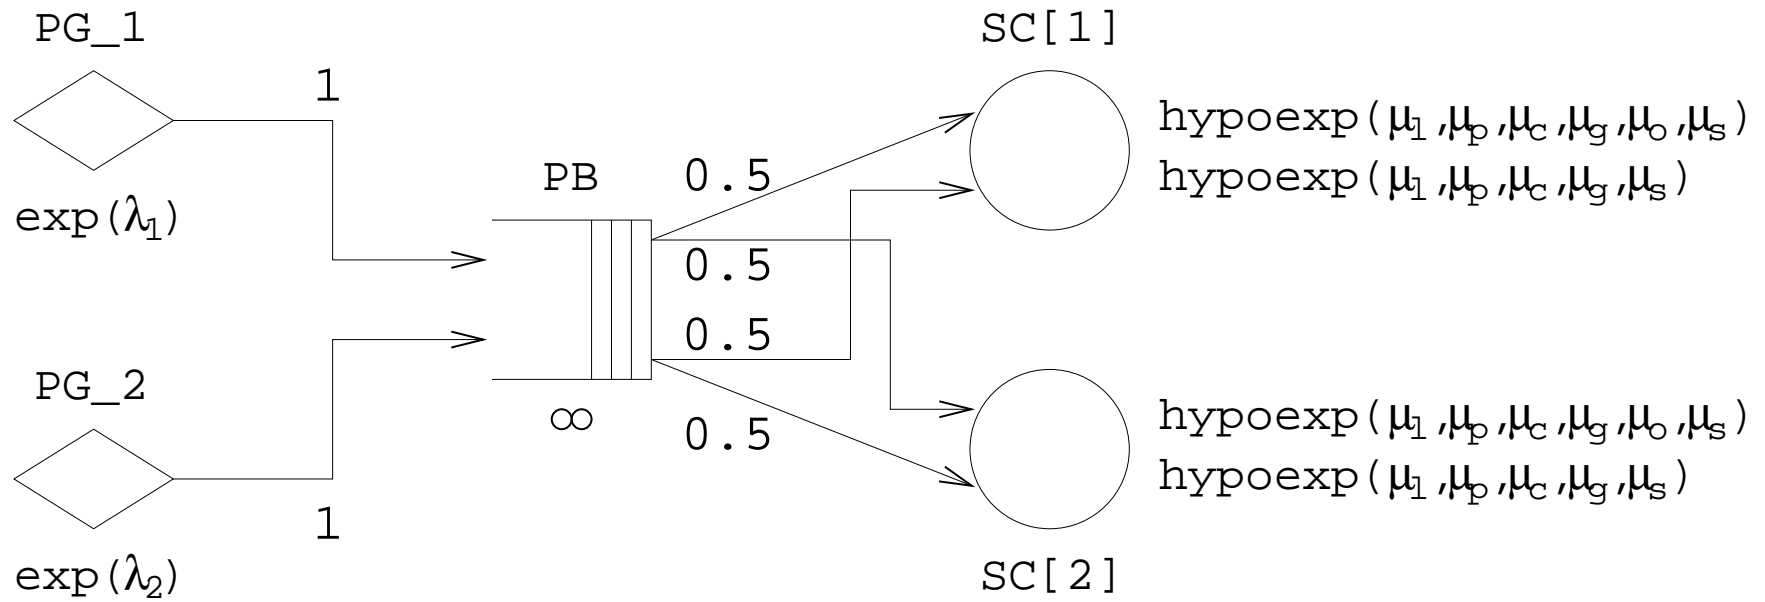 PG_1
SC[1]
1
hypoexp(μl,μp,μc,μg,μo,μs)
PB
0.5
hypoexp(μl,μp,μc,μg,μs)
exp(λ1)
0.5
0.5
PG_2
∞
0.5
hypoexp(μl,μp,μc,μg,μo,μs)
hypoexp(μl,μp,μc,μg,μs)
1
exp(λ2)
SC[2]